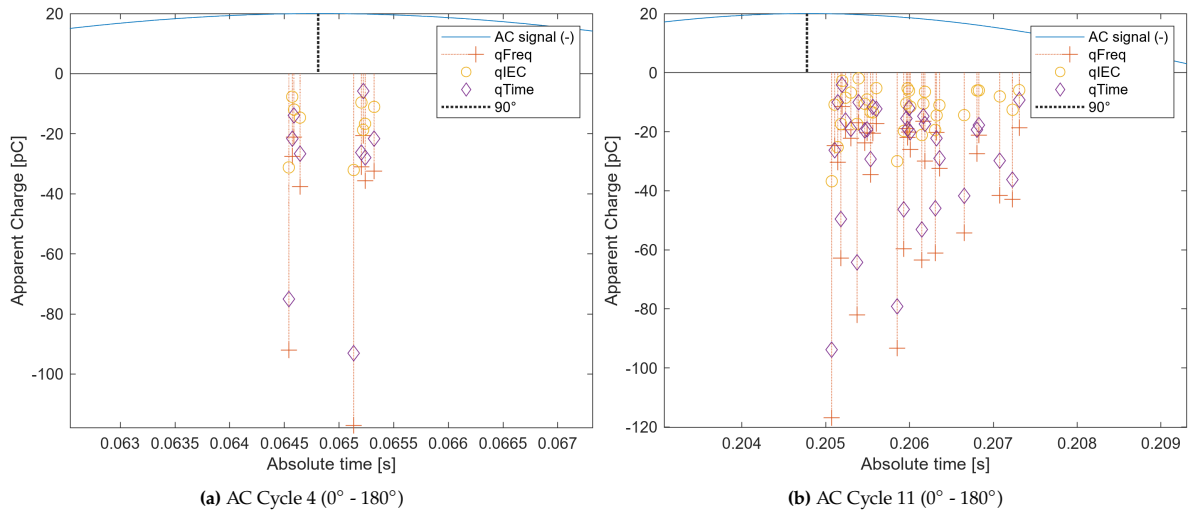 20
0
-20
-40
-60
-80
-100
Apparent Charge [pC]
AC signal (-)
qFreq
qIEC
qTime
90°
0.063 0.0635 0.064 0.0645 0.065 0.0655 0.066 0.0665 0.067
Absolute time [s]
(a) AC Cycle 4 (0° - 180°)
20
0
-20
-40
-60
-80
-100
-120
Apparent Charge [pC]
AC signal (-)
qFreq
qIEC
qTime
90°
0.204 0.205 0.206 0.207 0.208 0.209
Absolute time [s]
(b) AC Cycle 11 (0° - 180°)